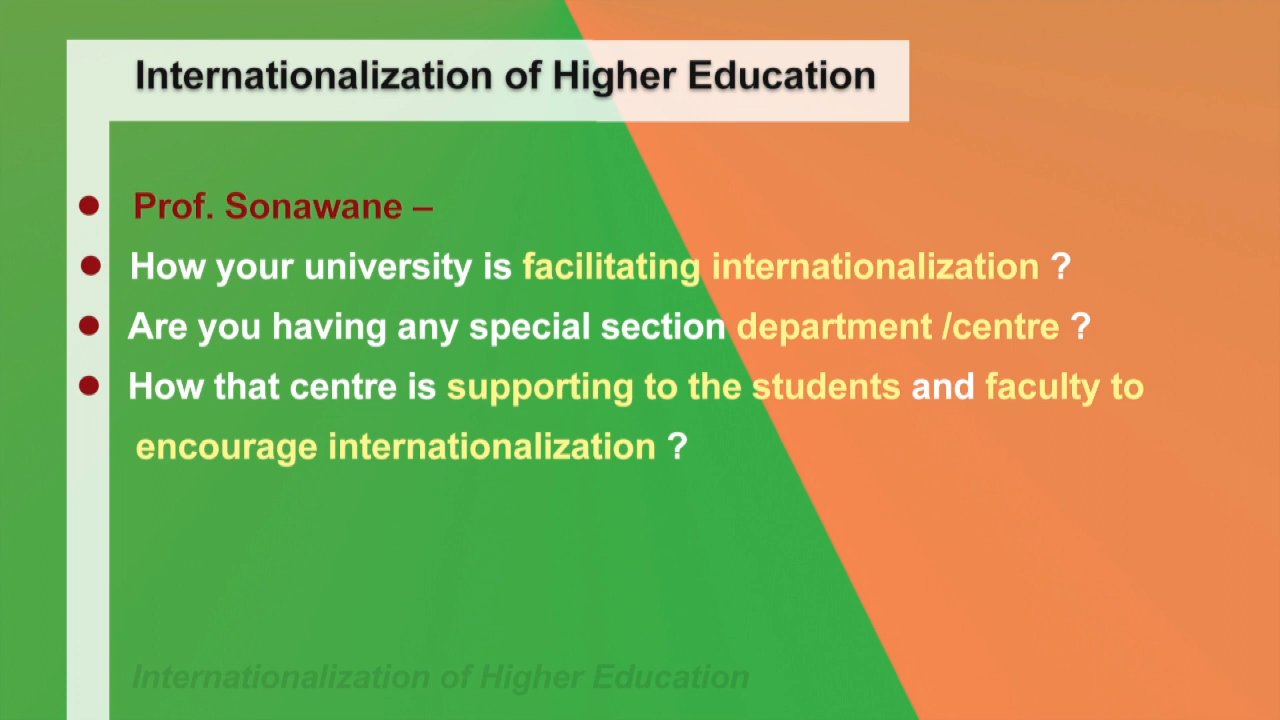 Internationalization of Higher Education
● Prof. Sonawane –
● How your university is facilitating internationalization ?
● Are you having any special section department /centre ?
● How that centre is supporting to the students and faculty to
encourage internationalization ?
Internationalization of Higher Education